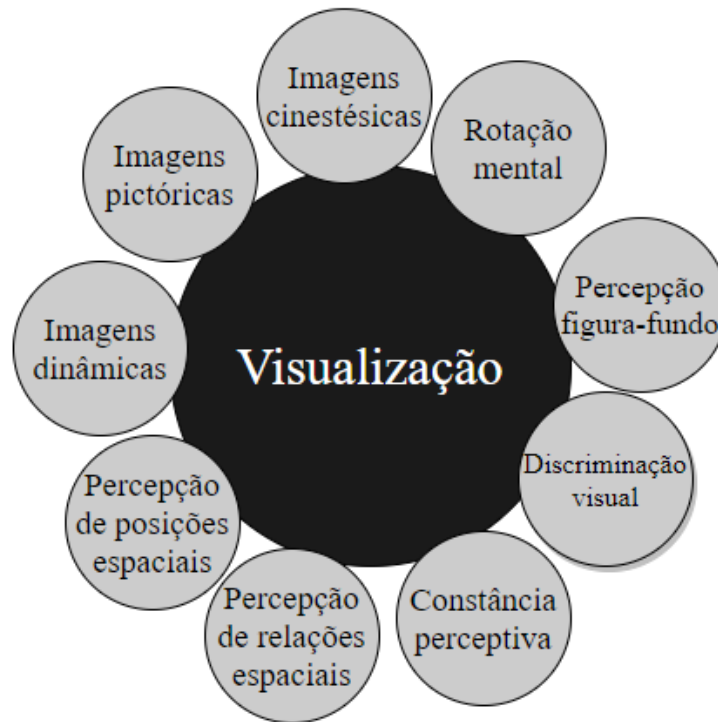 Imagens
cinestésicas
Rotação
mental
Percepção
figura-fundo
Discriminação
visual
Constância
perceptiva
Percepção
de relações
espaciais
Percepção
de posições
espaciais
Imagens
dinâmicas
Imagens
pictóricas
Visualização